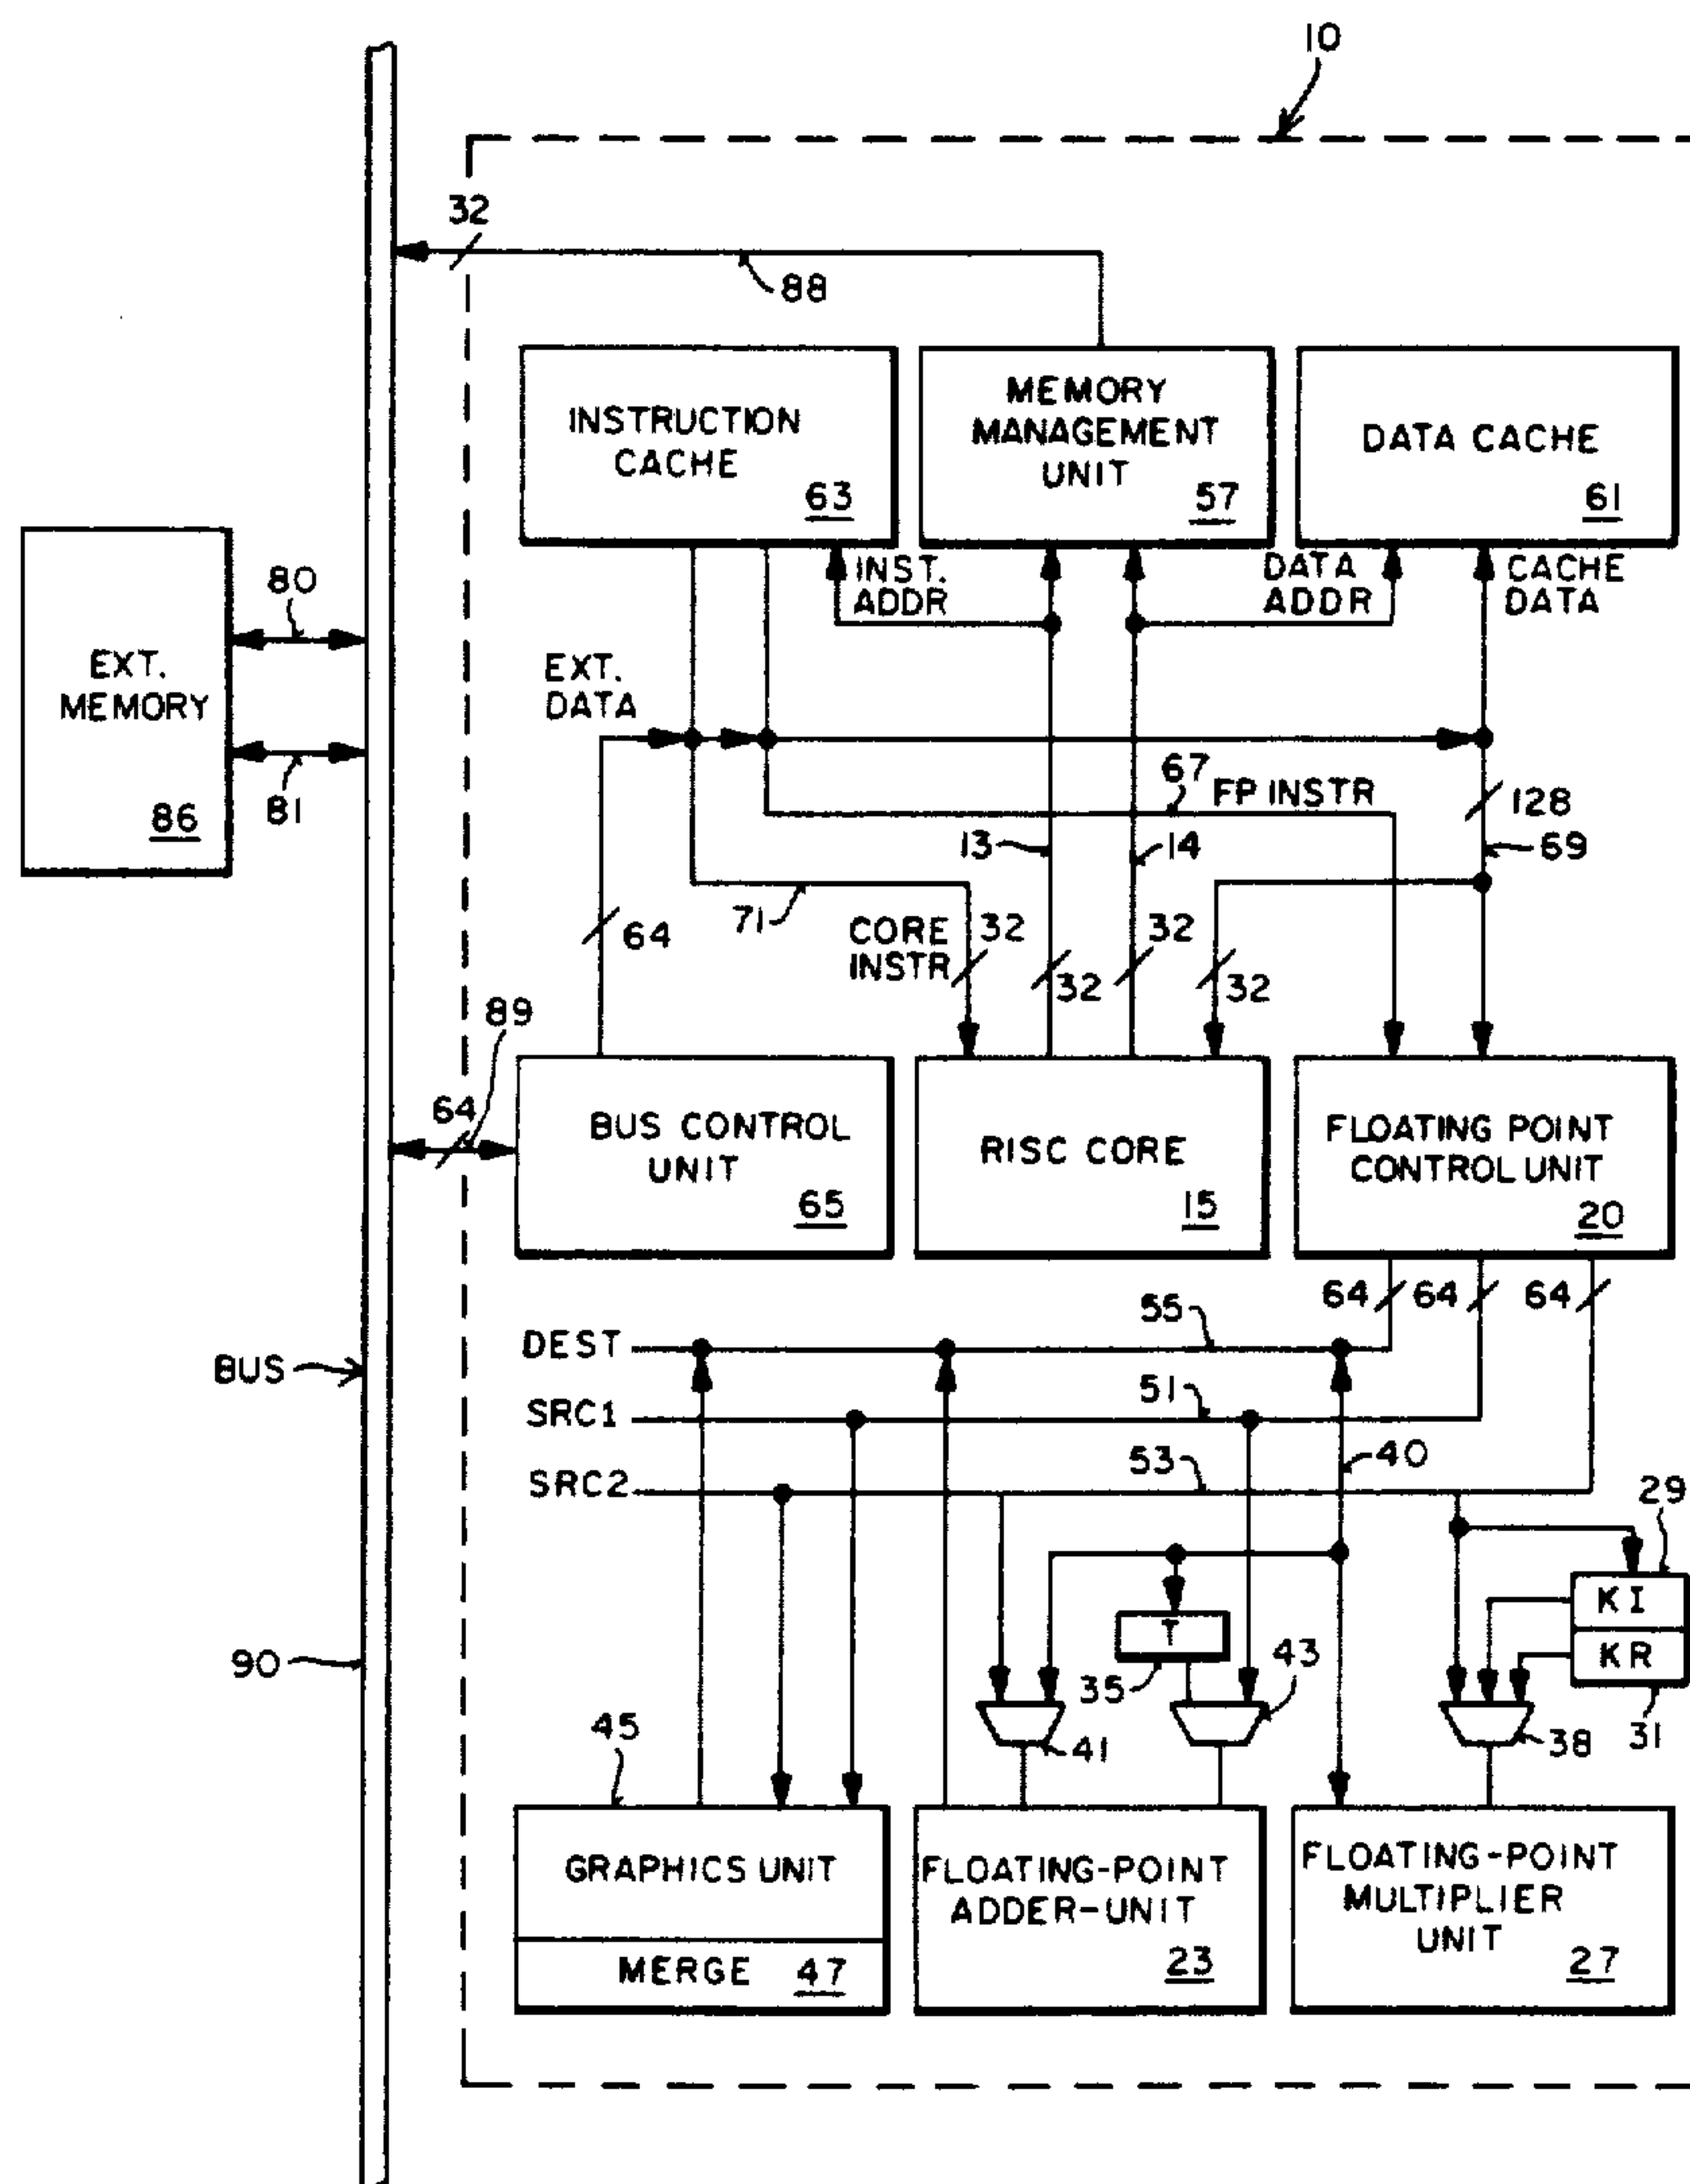 10
32
88
INSTRUCTION
CACHE
63
MEMORY
MANAGEMENT
UNIT
57
DATA CACHE
61
INST.
ADDR
DATA
ADDR
CACHE
DATA
80
EXT.
MEMORY
81
86
EXT.
DATA
67
FP INSTR
128
13
14
69
71
64
CORE
INSTR
32
32
32
32
89
64
BUS CONTROL
UNIT
65
RISC CORE
15
FLOATING POINT
CONTROL UNIT
20
64
64
64
DEST
55
BUS
SRC1
51
40
SRC2
53
29
KI
T
KR
90
35
43
45
41
38
31
GRAPHICS UNIT
MERGE
47
FLOATING-POINT
ADDER-UNIT
23
FLOATING-POINT
MULTIPLIER
UNIT
27